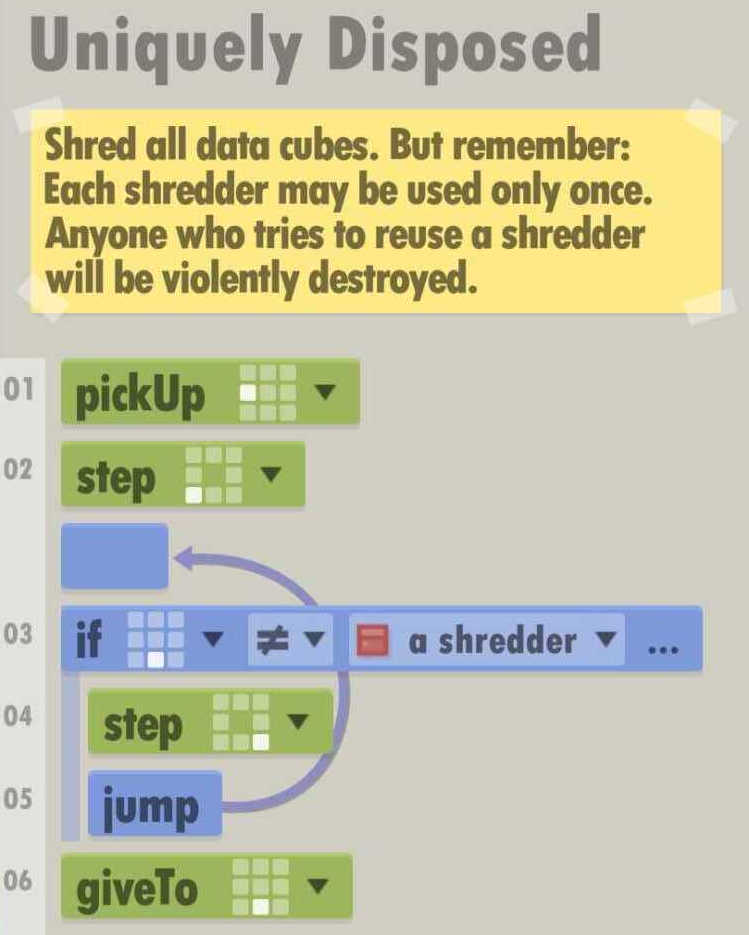 Uniquely Disposed
Shred all data cubes. But remember:
Each shredder may be used only once.
Anyone who tries to reuse a shredder
will be violently destroyed.
01 pickUp
02 step
03 if ≠ a shredder ...
04 step
05 jump
06 giveTo